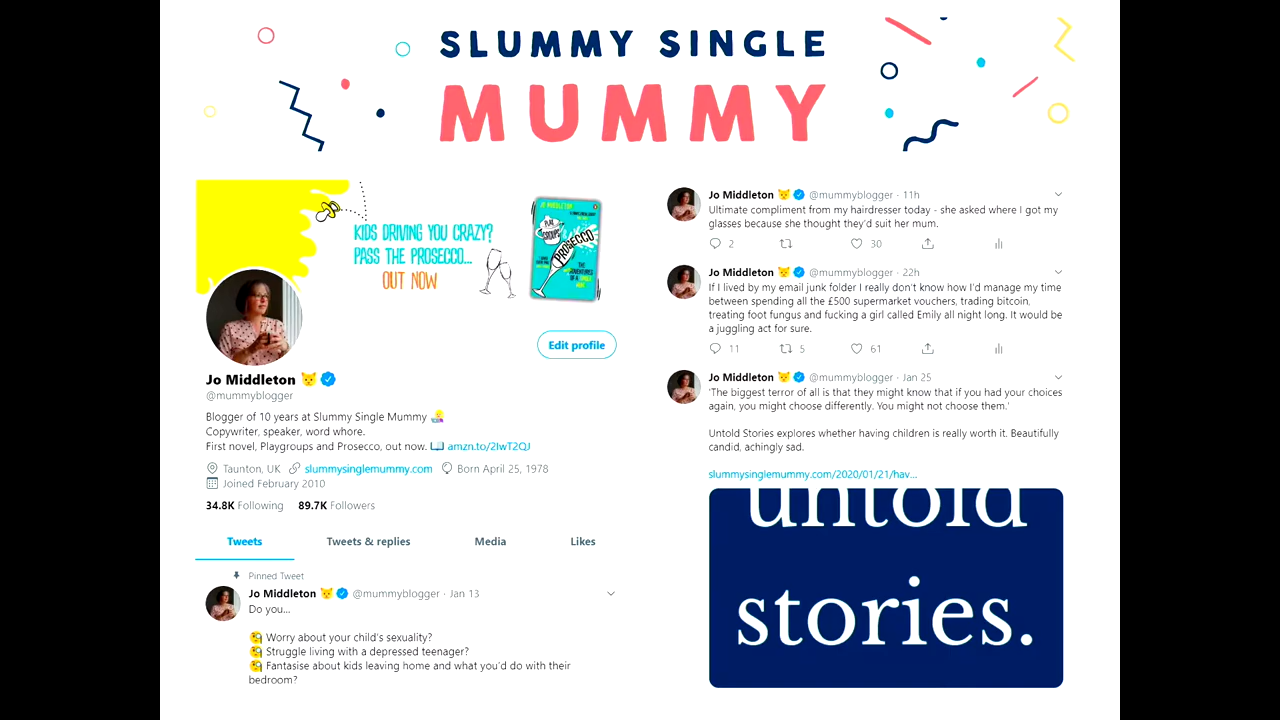 SLUMMY SINGLE
MUMMY
KIDS DRIVING YOU CRAZY?
PASS THE PROSECCO...
OUT NOW
JO MIDDLETON
PLAY
GROUPS
PROSECCO
THE
ADVENTURES
OF A SINGLE
MUM
Edit profile
Jo Middleton
@mummyblogger
Blogger of 10 years at Slummy Single Mummy
Copywriter, speaker, word whore.
First novel, Playgroups and Prosecco, out now. amzn.to/2IwT2QJ
Taunton, UK slummysinglemummy.com Born April 25, 1978
Joined February 2010
34.8K Following 89.7K Followers
Tweets Tweets & replies Media Likes
Pinned Tweet
Jo Middleton @mummyblogger · Jan 13
Do you...
Worry about your child's sexuality?
Struggle living with a depressed teenager?
Fantasise about kids leaving home and what you'd do with their
bedroom?
Jo Middleton @mummyblogger · 11h
Ultimate compliment from my hairdresser today - she asked where I got my
glasses because she thought they'd suit her mum.
2 30
Jo Middleton @mummyblogger · 22h
If I lived by my email junk folder I really don't know how I'd manage my time
between spending all the £500 supermarket vouchers, trading bitcoin,
treating foot fungus and fucking a girl called Emily all night long. It would be
a juggling act for sure.
11 5 61
Jo Middleton @mummyblogger · Jan 25
'The biggest terror of all is that they might know that if you had your choices
again, you might choose differently. You might not choose them.'
Untold Stories explores whether having children is really worth it. Beautifully
candid, achingly sad.
slummysinglemummy.com/2020/01/21/hav...
untold
stories.